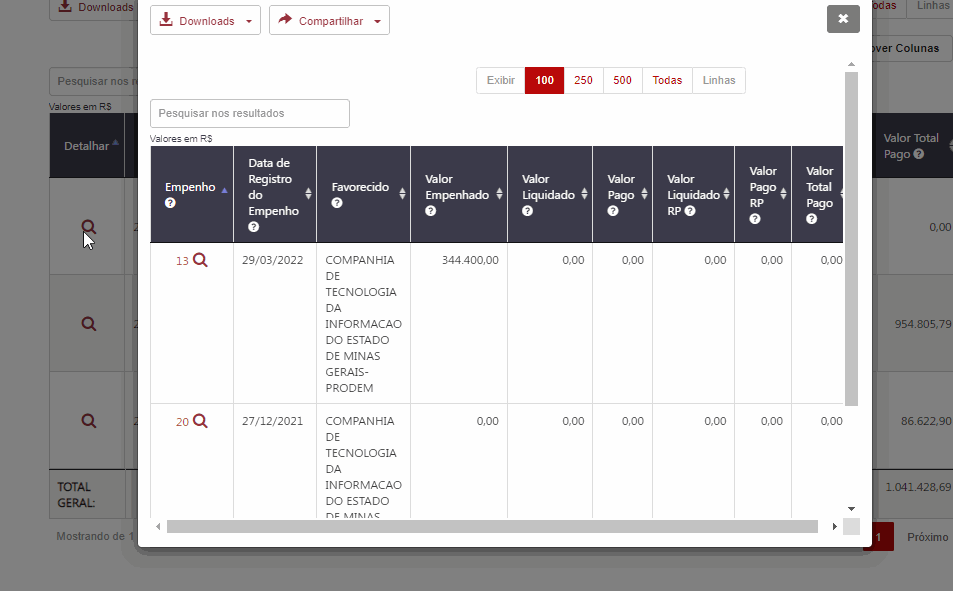 Downloads
Downloads
Compartilhar
✖
Todas
Linhas
Exibir 100 250 500 Todas Linhas
over Colunas
Pesquisar nos r
Valores em R$
Pesquisar nos resultados
Valores em R$
Detalhar
Empenho
Data de
Registro
do
Empenho
Favorecido
Valor
Empenhado
Valor
Liquidado
Valor
Pago
Valor
Liquidado
RP
Valor
Pago
RP
Valor
Total
Pago
Valor Total
Pago
13 29/03/2022 COMPANHIA 344.400,00 0,00 0,00 0,00 0,00 0,00
DE
TECNOLOGIA
DA
INFORMACAO
DO ESTADO
DE MINAS
GERAIS-
PRODEM
20 27/12/2021 COMPANHIA 0,00 0,00 0,00 0,00 0,00 0,00
DE
TECNOLOGIA
DA
INFORMACAO
DO ESTADO
DE MINAS
2
0,00
2
954.805,79
2
86.622,90
TOTAL
GERAL:
1.041.428,69
Mostrando de 1
1
Próximo